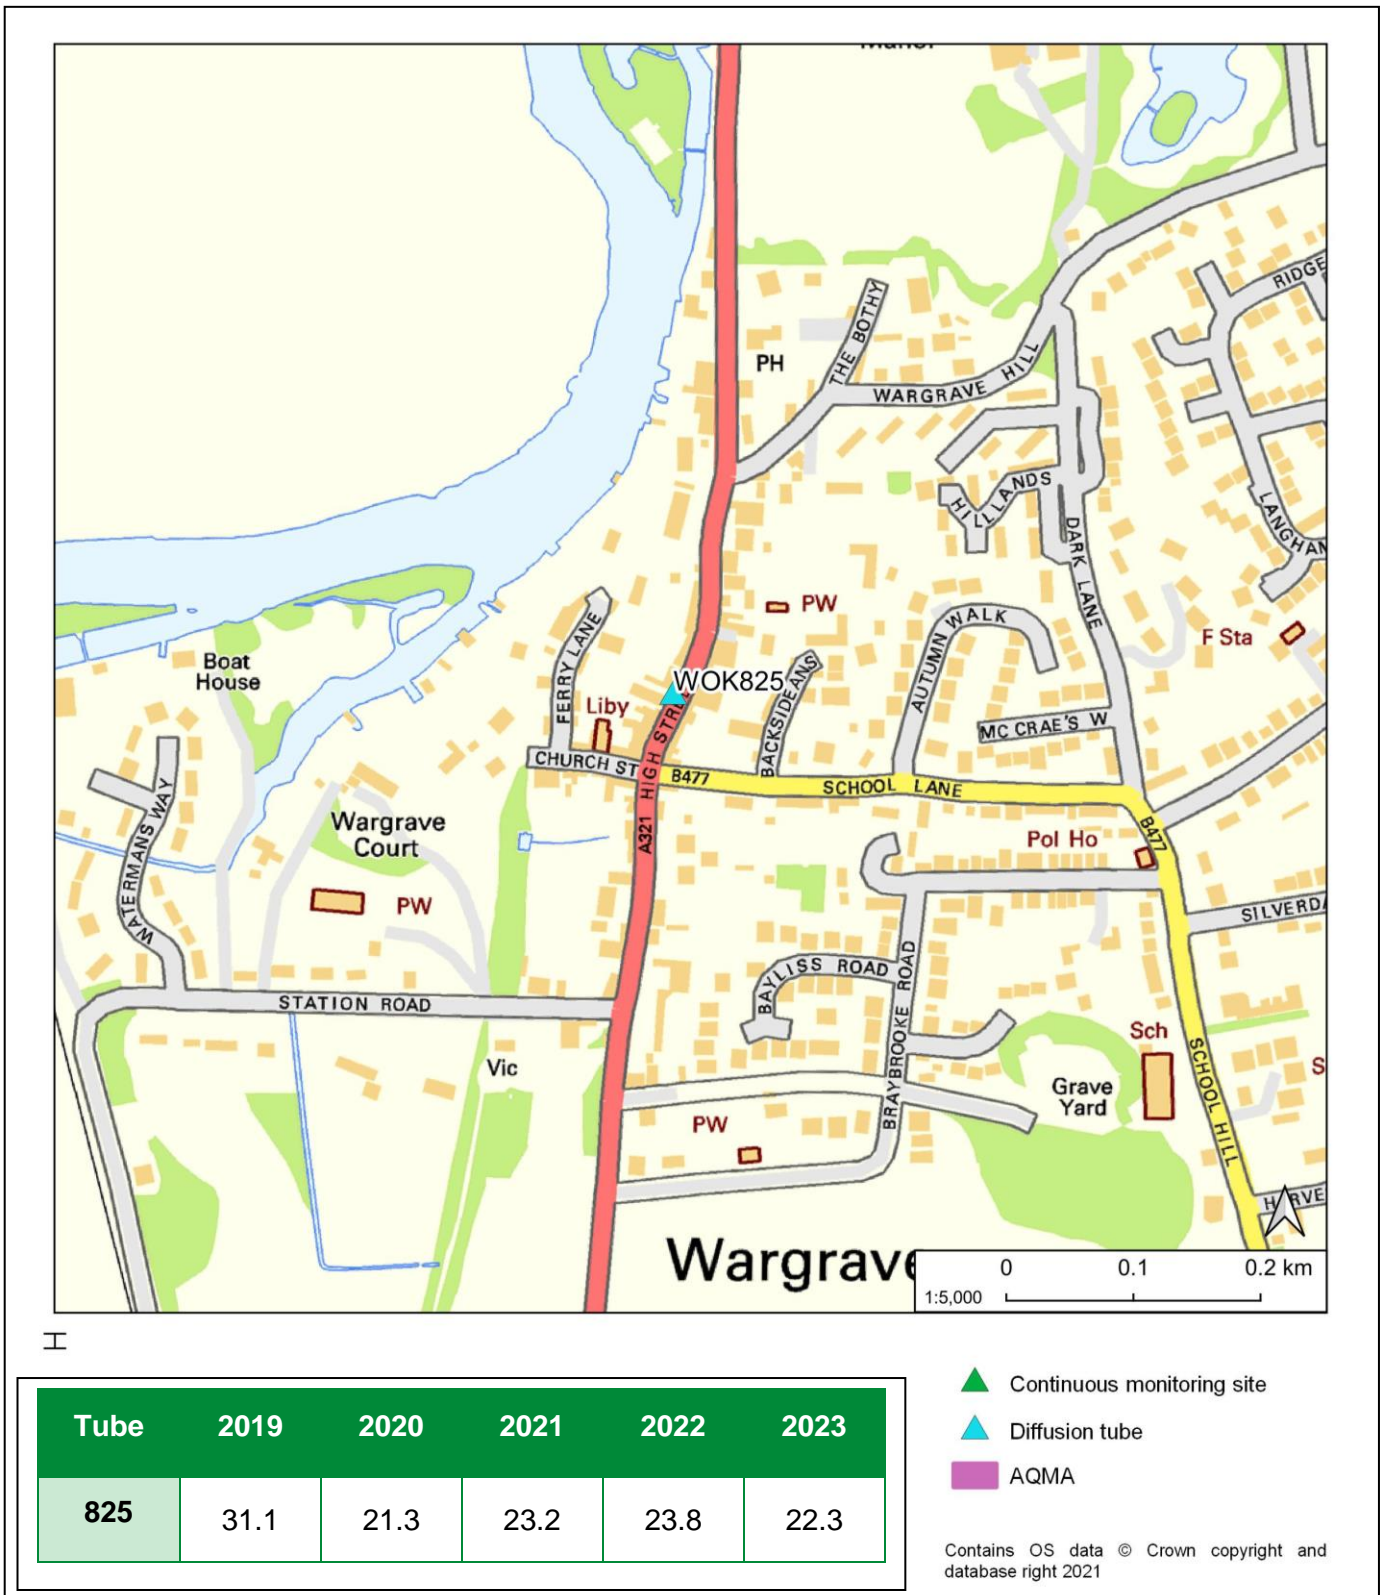 PH
THE BOTHY
WARGRAVE HILL
RIDGE
HILLLANDS
DARK LANE
LANGHAM
PW
AUTUMN WALK
F Sta
Boat
House
FERRY LANE
Liby
WOK825
BACKSIDEANS
MC CRAE'S W
CHURCH ST
A321 HIGH STRE
B477
SCHOOL LANE
B477
WATERMANS WAY
Wargrave
Court
PW
Pol Ho
SILVERDA
STATION ROAD
BAYLISS ROAD
BRAYBROOKE ROAD
Vic
Sch
Grave
Yard
SCHOOL HILL
S
PW
HARVE
Wargrave
0 0.1 0.2 km
1:5,000
Tube 2019 2020 2021 2022 2023
825 31.1 21.3 23.2 23.8 22.3
Continuous monitoring site
Diffusion tube
AQMA
Contains OS data © Crown copyright and
database right 2021